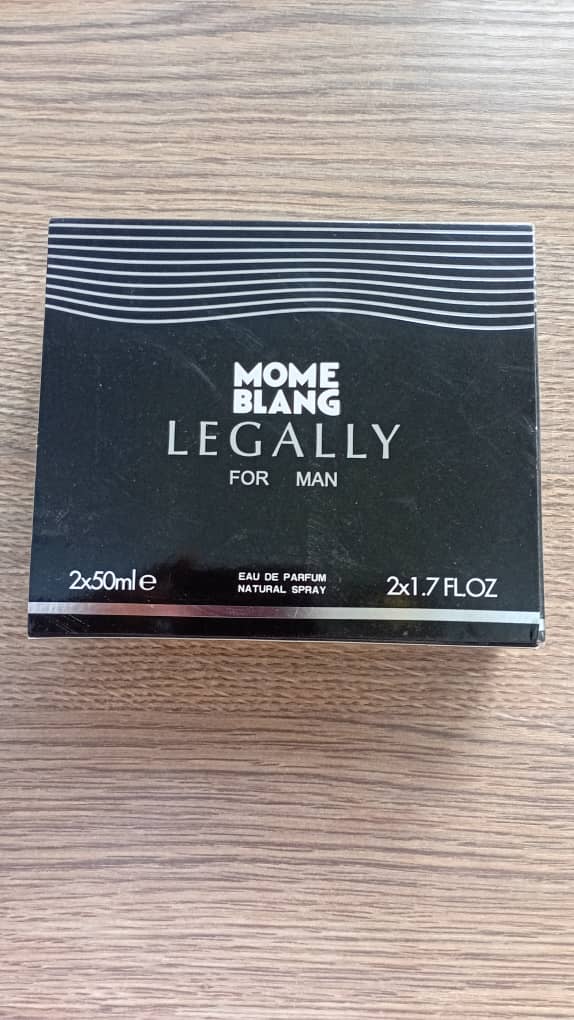 MOME
BLANG
LEGALLY
FOR MAN
2x50ml e
EAU DE PARFUM
NATURAL SPRAY
2x1.7 FLOZ